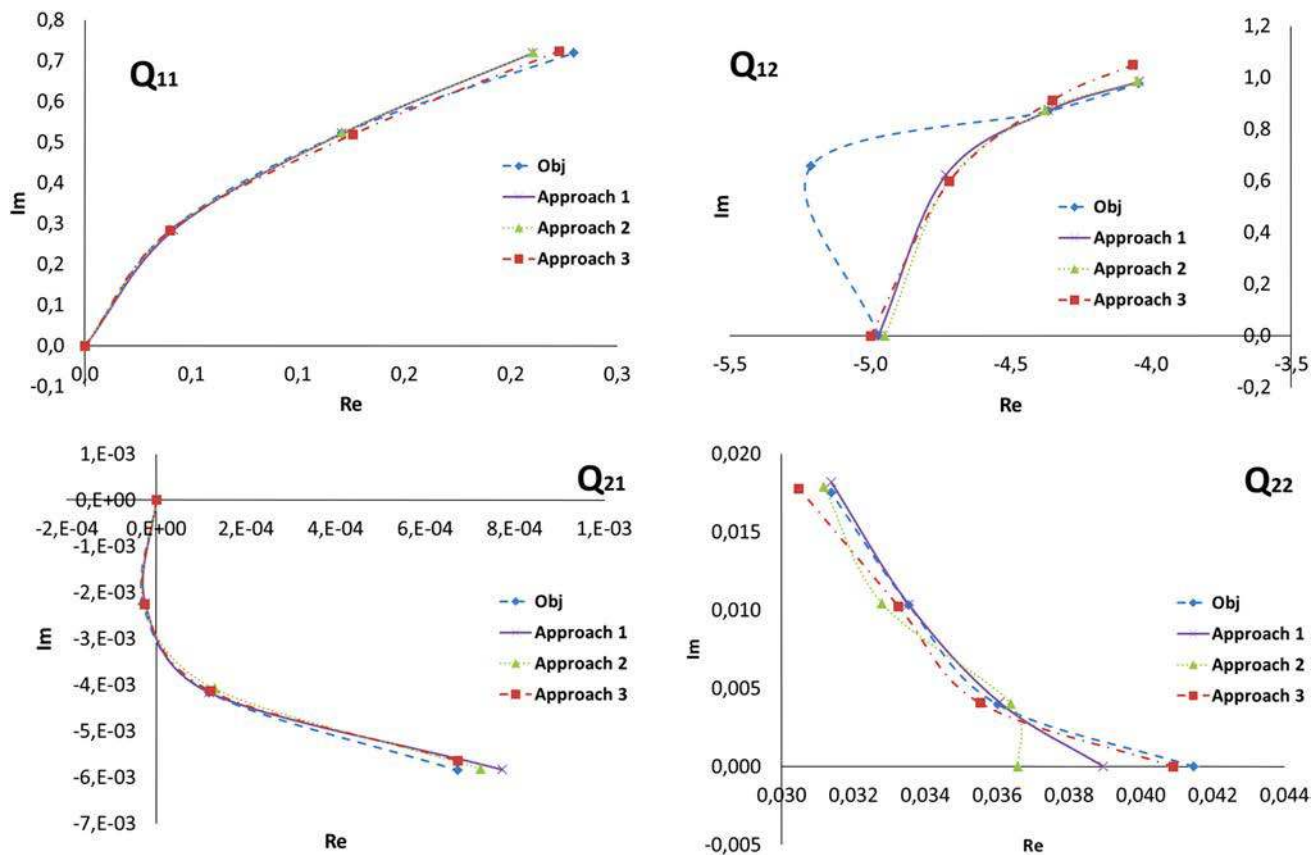 Q11
0,8
0,7
0,6
0,5
0,4
0,3
0,2
0,1
0,0
-0,1
Im
0,0 0,1 0,1 0,2 0,2 0,3
Re
Obj
Approach 1
Approach 2
Approach 3
Q12
1,2
1,0
0,8
0,6
0,4
0,2
0,0
-0,2
Im
-5,5 -5,0 -4,5 -4,0 -3,5
Re
Obj
Approach 1
Approach 2
Approach 3
Q21
1,E-03
0,E+00
-1,E-03
-2,E-03
-3,E-03
-4,E-03
-5,E-03
-6,E-03
-7,E-03
Im
-2,E-04 0,E+00 2,E-04 4,E-04 6,E-04 8,E-04 1,E-03
Re
Obj
Approach 1
Approach 2
Approach 3
Q22
0,020
0,015
0,010
0,005
0,000
-0,005
Im
0,030 0,032 0,034 0,036 0,038 0,040 0,042 0,044
Re
Obj
Approach 1
Approach 2
Approach 3